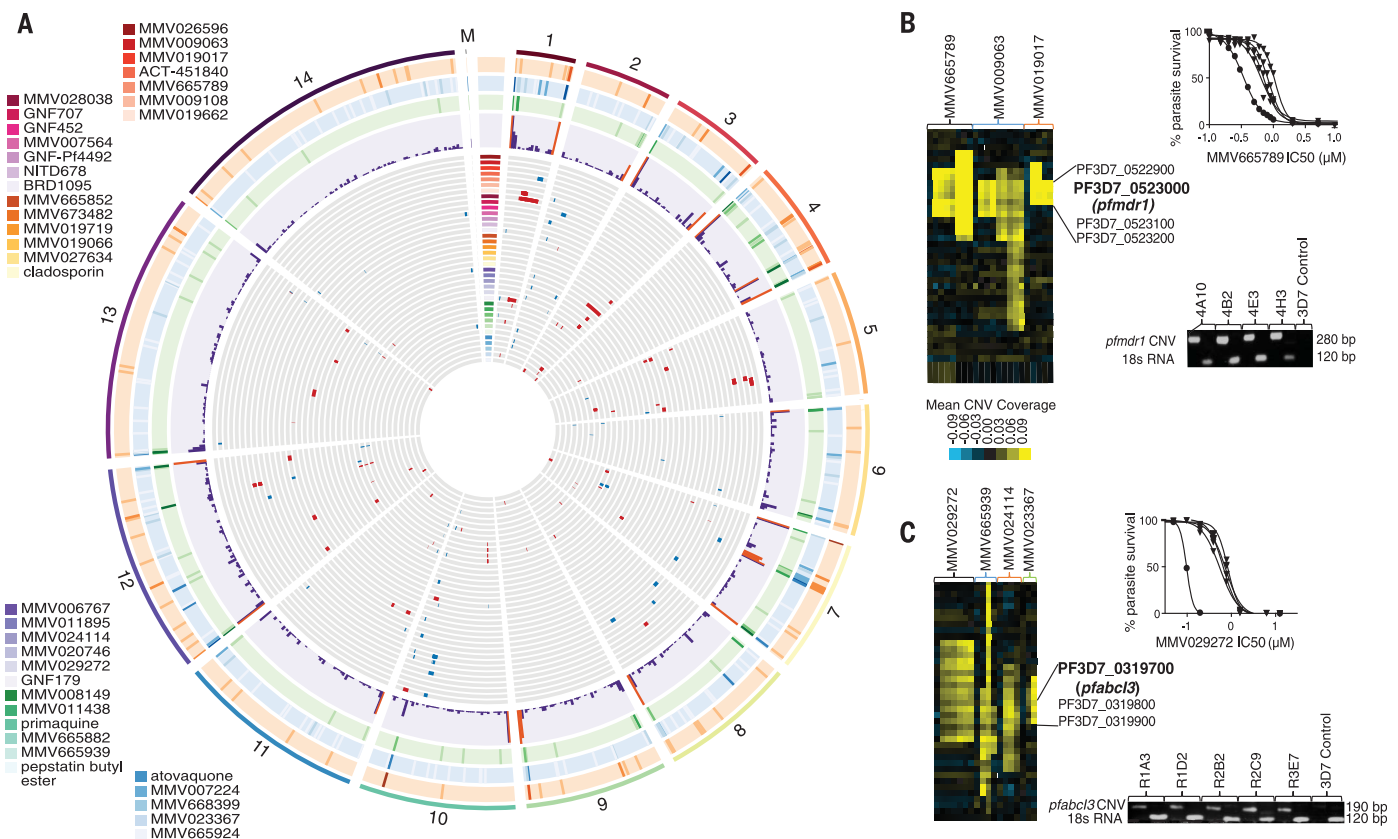 A
MMV026596
MMV009063
MMV019017
ACT-451840
MMV665789
MMV009108
MMV019662
MMV028038
GNF707
GNF452
MMV007564
GNF-Pf4492
NITD678
BRD1095
MMV665852
MMV673482
MMV019719
MMV019066
MMV027634
cladosporin
MMV006767
MMV011895
MMV024114
MMV020746
MMV029272
GNF179
MMV008149
MMV011438
primaquine
MMV665882
MMV665939
pepstatin butyl
ester
atovaquone
MMV007224
MMV668399
MMV023367
MMV665924
M
1
2
3
4
5
6
7
8
9
10
11
12
13
14
B
MMV665789
MMV009063
MMV019017
PF3D7_0522900
PF3D7_0523000
(pfmdr1)
PF3D7_0523100
PF3D7_0523200
Mean CNV Coverage
-0.09
-0.06
-0.03
0.00
0.03
0.06
0.09
% parasite survival
100
50
0
-1.0
-0.5
0.0
0.5
1.0
MMV665789 IC50 (µM)
4A10
4B2
4E3
4H3
3D7 Control
pfmdr1 CNV
280 bp
18s RNA
120 bp
C
MMV029272
MMV665939
MMV024114
MMV023367
PF3D7_0319700
(pfabcl3)
PF3D7_0319800
PF3D7_0319900
% parasite survival
100
50
0
-1
0
1
MMV029272 IC50 (µM)
R1A3
R1D2
R2B2
R2C9
R3E7
3D7 Control
pfabcl3 CNV
190 bp
18s RNA
120 bp